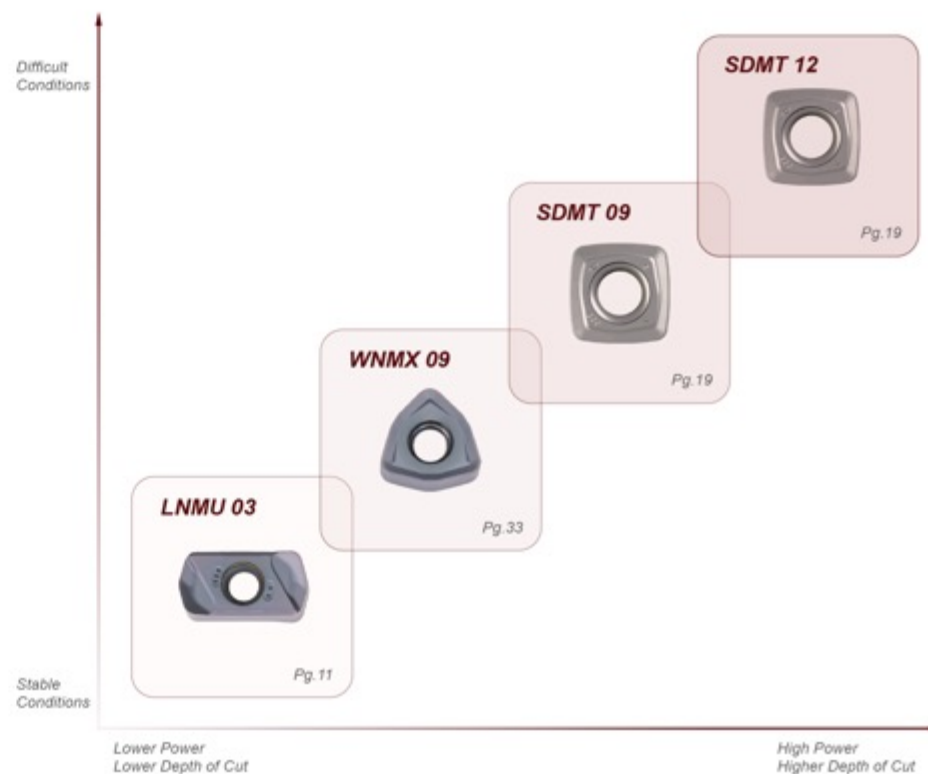 Difficult
Conditions
SDMT 12
Pg.19
SDMT 09
Pg.19
WNMX 09
Pg.33
LNMU 03
Pg.11
Stable
Conditions
Lower Power
Lower Depth of Cut
High Power
Higher Depth of Cut